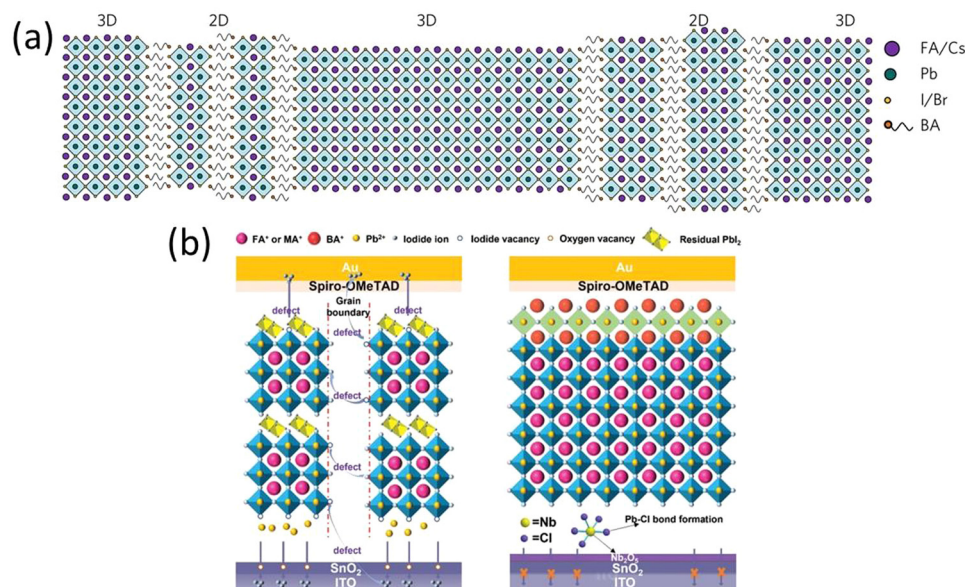 (a)
3D 2D 3D 2D 3D
FA/Cs
Pb
I/Br
BA
(b)
FA⁺ or MA⁺ BA⁺ Pb²⁺ Iodide ion Iodide vacancy Oxygen vacancy Residual PbI₂
Au
Spiro-OMeTAD
defect Grain boundary defect
defect
defect
defect
defect
SnO₂
ITO
Au
Spiro-OMeTAD
=Nb
=Cl
Pb-Cl bond formation
Nb₂O₅
SnO₂
ITO